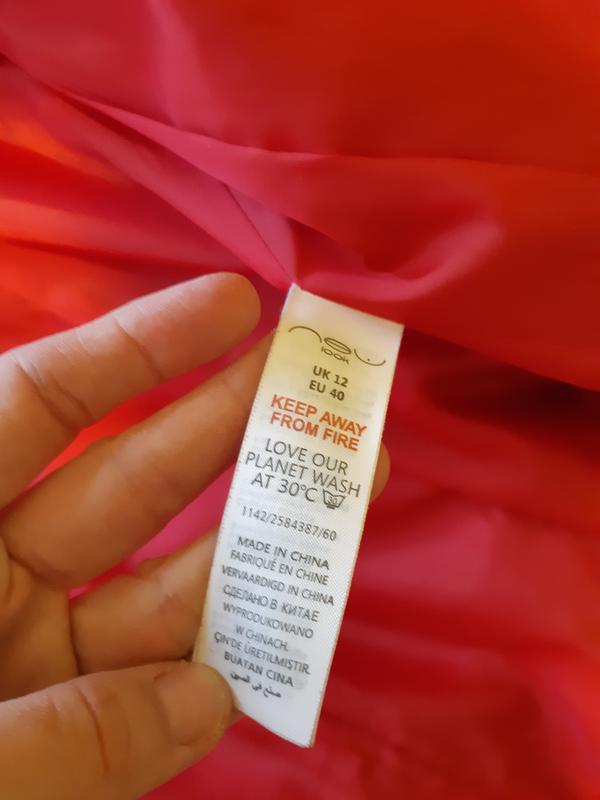 new
look
UK 12
EU 40
KEEP AWAY
FROM FIRE
LOVE OUR
PLANET WASH
AT 30°C 30
1142/2584387/60
MADE IN CHINA
FABRIQUÉ EN CHINE
VERVAARDIGD IN CHINA
СДЕЛАНО В КИТАЕ
WYPRODUKOWANO
W CHINACH.
ÇIN'DE ÜRETILMISTIR.
BUATAN CINA
صنع في الصين